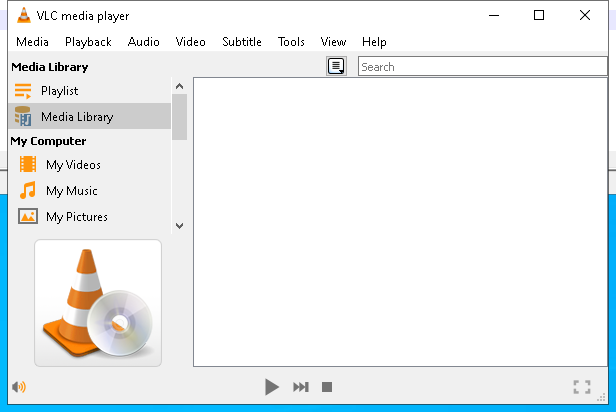 VLC media player
Media Playback Audio Video Subtitle Tools View Help
Media Library
Search
Playlist
Media Library
My Computer
My Videos
My Music
My Pictures